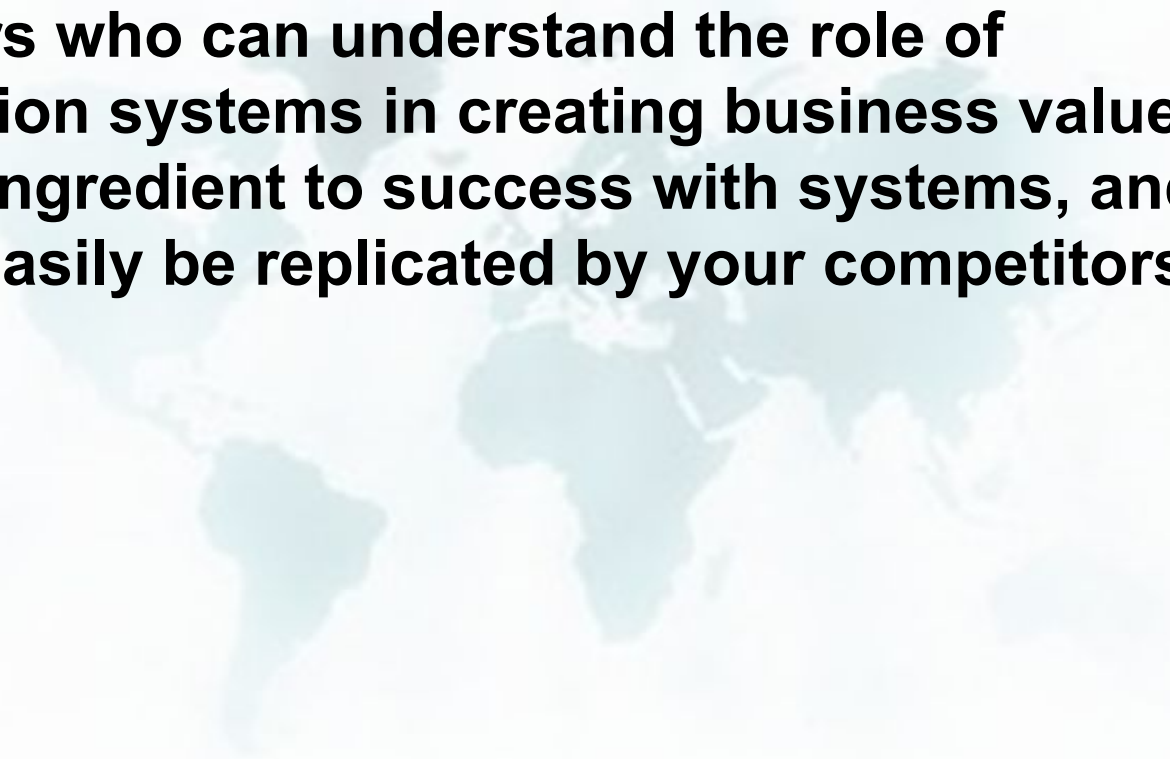 rs who can understand the role of
ion systems in creating business value
ngredient to success with systems, and
asily be replicated by your competitors